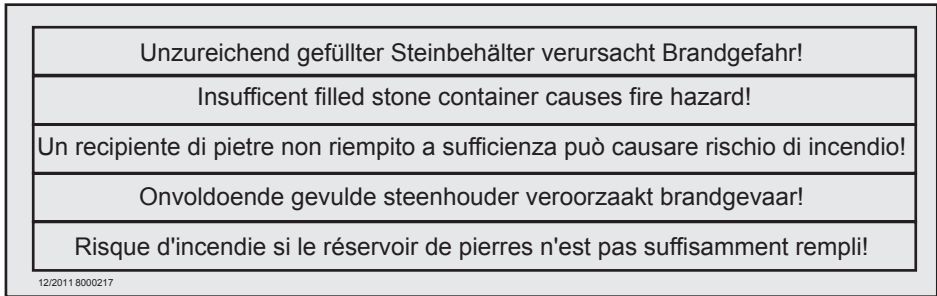 Unzureichend gefüllter Steinbehälter verursacht Brandgefahr!
Insufficent filled stone container causes fire hazard!
Un recipiente di pietre non riempito a sufficienza può causare rischio di incendio!
Onvoldoende gevulde steenhouder veroorzaakt brandgevaar!
Risque d'incendie si le réservoir de pierres n'est pas suffisamment rempli!
12/2011 8000217